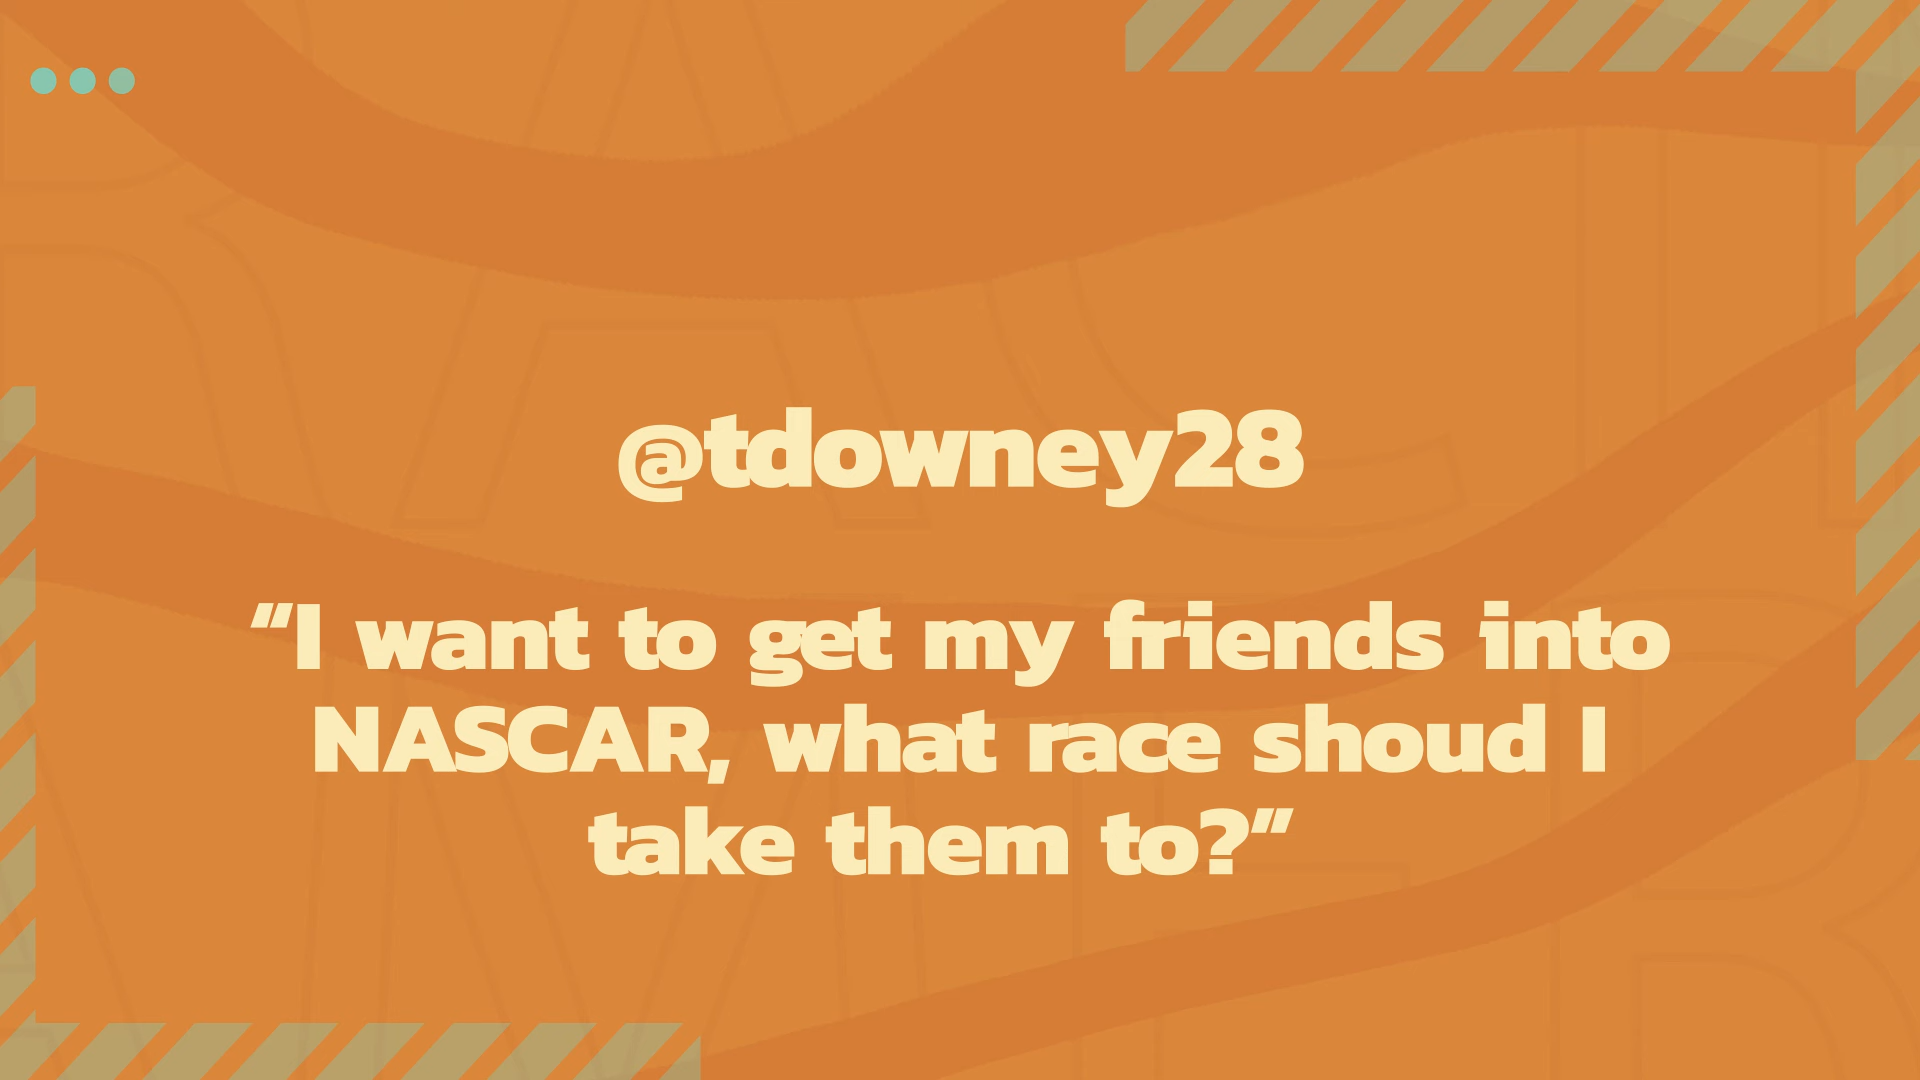 @tdowney28
“I want to get my friends into
NASCAR, what race shoud I
take them to?”